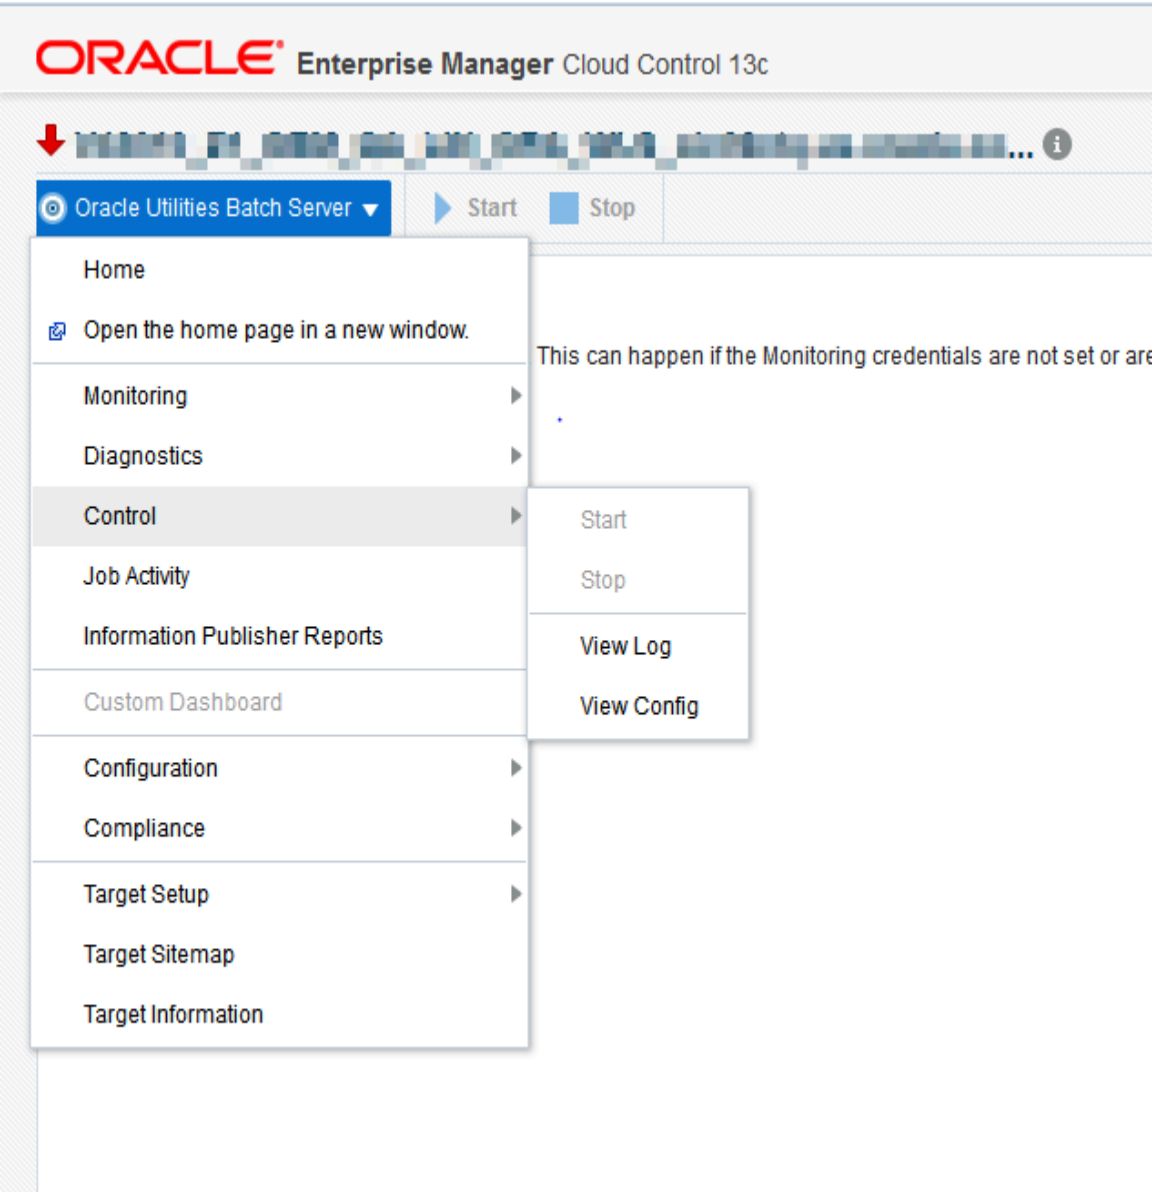 ORACLE Enterprise Manager Cloud Control 13c
...
Oracle Utilities Batch Server Start Stop
Home
Open the home page in a new window.
This can happen if the Monitoring credentials are not set or are
Monitoring
Diagnostics
Control
Start
Stop
View Log
View Config
Job Activity
Information Publisher Reports
Custom Dashboard
Configuration
Compliance
Target Setup
Target Sitemap
Target Information